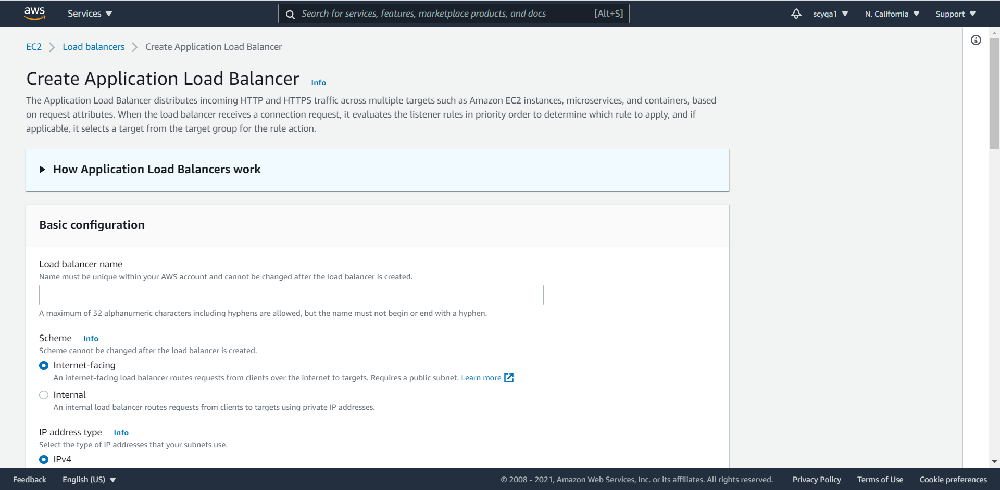 aws
Services
Search for services, features, marketplace products, and docs [Alt+S]
scyqa1
N. California
Support
EC2 Load balancers Create Application Load Balancer
Create Application Load Balancer Info
The Application Load Balancer distributes incoming HTTP and HTTPS traffic across multiple targets such as Amazon EC2 instances, microservices, and containers, based
on request attributes. When the load balancer receives a connection request, it evaluates the listener rules in priority order to determine which rule to apply, and if
applicable, it selects a target from the target group for the rule action.
How Application Load Balancers work
Basic configuration
Load balancer name
Name must be unique within your AWS account and cannot be changed after the load balancer is created.
A maximum of 32 alphanumeric characters including hyphens are allowed, but the name must not begin or end with a hyphen.
Scheme Info
Scheme cannot be changed after the load balancer is created.
Internet-facing
An internet-facing load balancer routes requests from clients over the internet to targets. Requires a public subnet. Learn more
Internal
An internal load balancer routes requests from clients to targets using private IP addresses.
IP address type Info
Select the type of IP addresses that your subnets use.
IPv4
Feedback
English (US)
© 2008 - 2021, Amazon Web Services, Inc. or its affiliates. All rights reserved.
Privacy Policy
Terms of Use
Cookie preferences